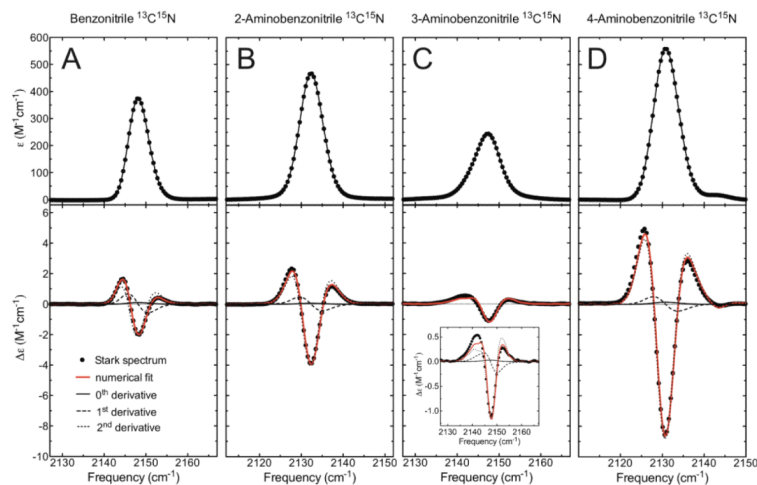 Benzonitrile ¹³C¹⁵N
2-Aminobenzonitrile ¹³C¹⁵N
3-Aminobenzonitrile ¹³C¹⁵N
4-Aminobenzonitrile ¹³C¹⁵N
A
B
C
D
600
500
400
300
200
100
0
ε (M⁻¹cm⁻¹)
6
4
2
0
-2
-4
-6
-8
-10
Δε (M⁻¹cm⁻¹)
Stark spectrum
numerical fit
0ᵗʰ derivative
1ˢᵗ derivative
2ⁿᵈ derivative
0.5
0.0
-0.5
-1.0
Δε (M⁻¹cm⁻¹)
2130 2140 2150 2160
Frequency (cm⁻¹)
2130 2140 2150 2160
2120 2130 2140 2150
2130 2140 2150 2160
2120 2130 2140 2150
Frequency (cm⁻¹)
Frequency (cm⁻¹)
Frequency (cm⁻¹)
Frequency (cm⁻¹)